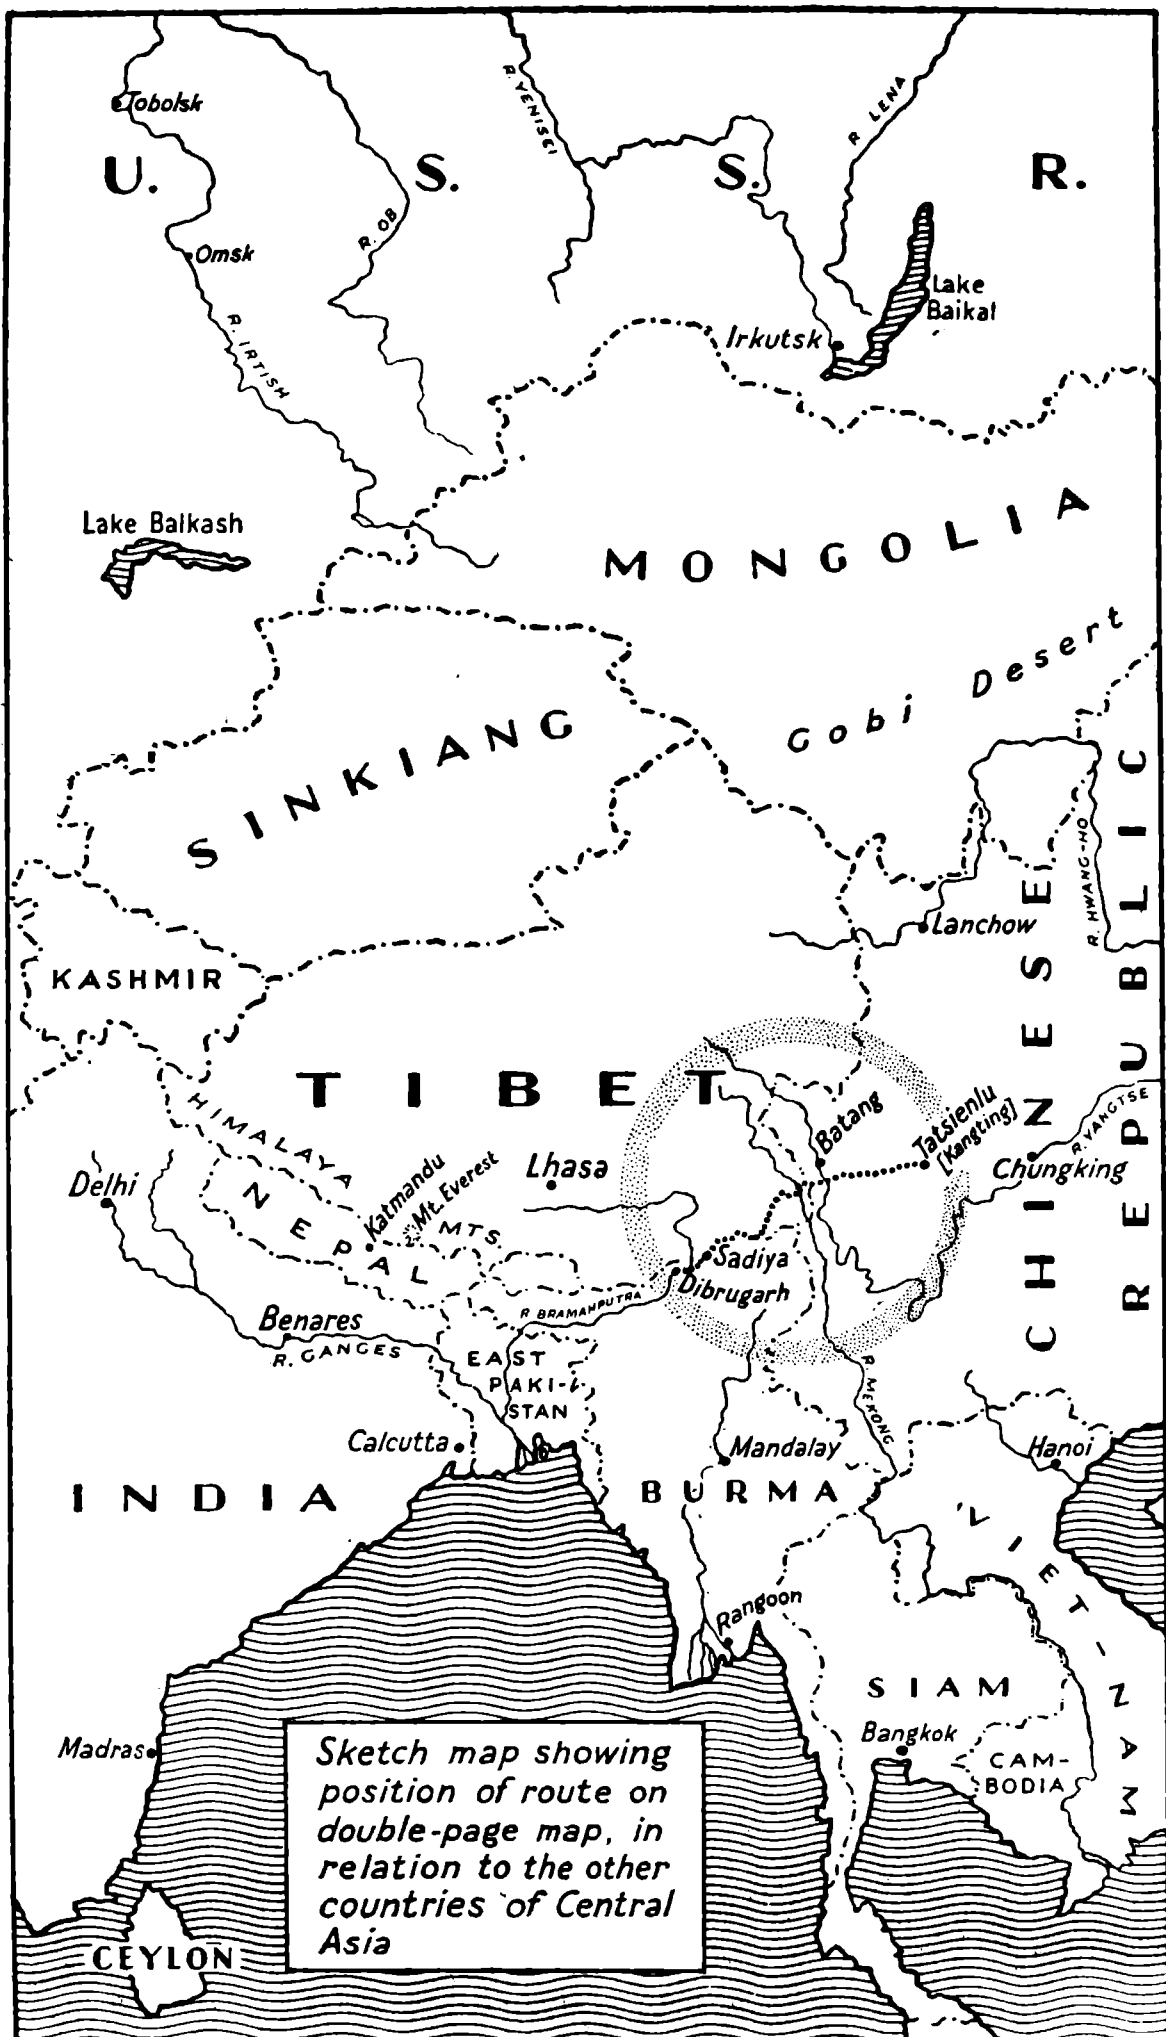 Tobolsk
R. YENISEI
R LENA
U. S. S. R.
R. OB
Omsk
Lake
Baikal
R. IRTISH
Irkutsk
Lake Balkash
MONGOLIA
Gobi Desert
SINKIANG
R. HWANG-HO
Lanchow
CHINESE
REPUBLIC
KASHMIR
TIBET
HIMALAYA
MTS.
Batang
Tatsienlu
[Kangting]
R. YANGTSE
Chungking
Delhi
Lhasa
Katmandu
Mt. Everest
NEPAL
Sadiya
Dibrugarh
R BRAMAHPUTRA
Benares
R. GANGES
EAST
PAKI-
STAN
R. MEKONG
Calcutta
Mandalay
Hanoi
INDIA
BURMA
VIET-NAM
Rangoon
SIAM
Bangkok
CAM-
BODIA
Madras
Sketch map showing
position of route on
double-page map, in
relation to the other
countries of Central
Asia
CEYLON